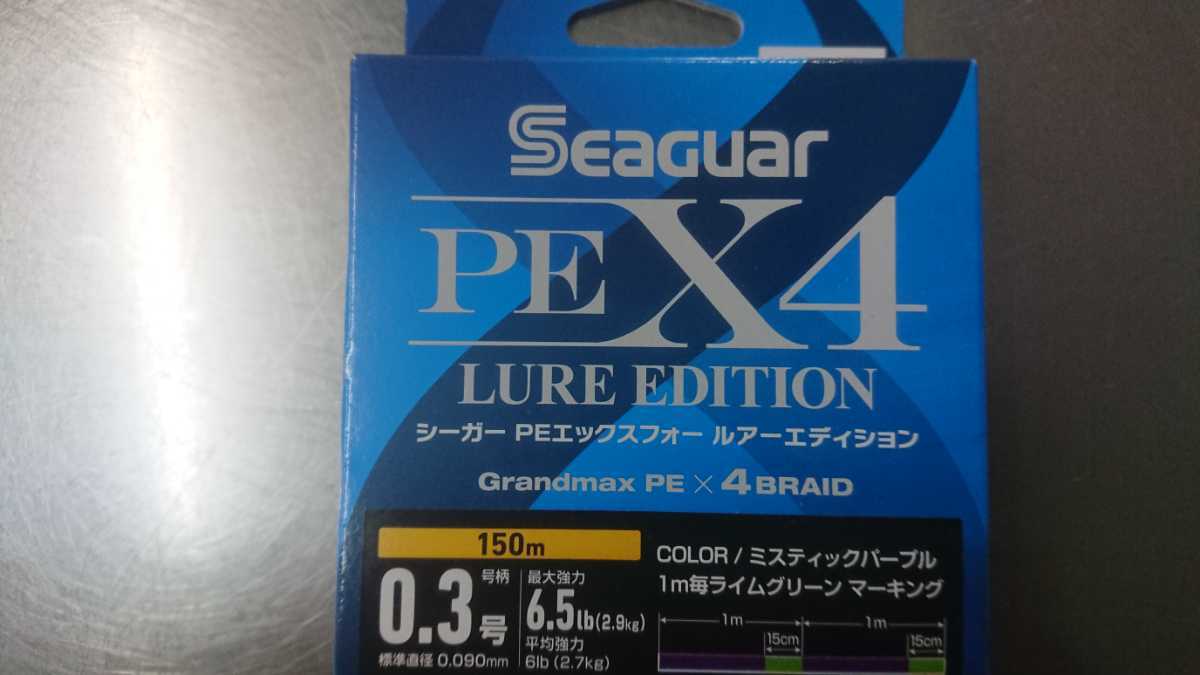 SEAGUAR
PE X4
LURE EDITION
シーガー PEエックスフォー ルアーエディション
Grandmax PE × 4 BRAID
150m
0.3号
号柄
標準直径 0.090mm
最大強力
6.5lb(2.9kg)
平均強力
6lb(2.7kg)
COLOR / ミスティックパープル
1m毎ライムグリーン マーキング
1m 1m
15cm 15cm